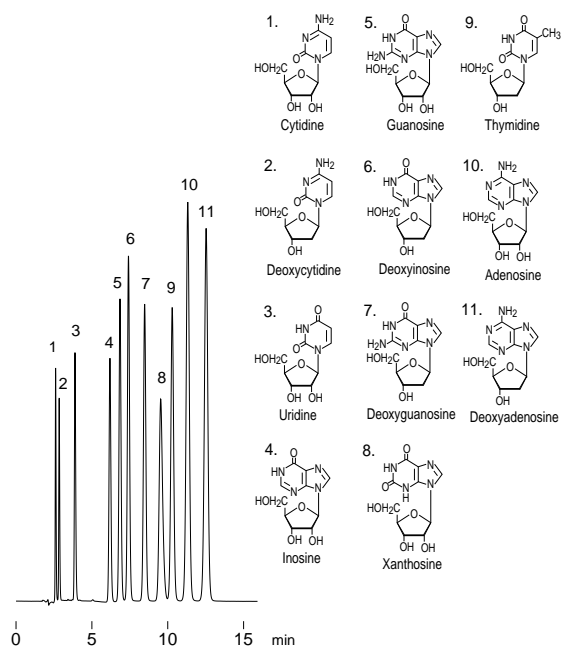 1.
NH2
N
O N
HOH2C
O
OH OH
Cytidine
5.
O
HN N
H2N N N
HOH2C
O
OH OH
Guanosine
9.
O
CH3
HN
O N
HOH2C
O
OH
Thymidine
2.
NH2
N
O N
HOH2C
O
OH
Deoxycytidine
6.
O
HN N
N N
HOH2C
O
OH
Deoxyinosine
10.
NH2
N N
N N
HOH2C
O
OH OH
Adenosine
3.
O
HN
O N
HOH2C
O
OH OH
Uridine
7.
O
HN N
H2N N N
HOH2C
O
OH
Deoxyguanosine
11.
NH2
N N
N N
HOH2C
O
OH
Deoxyadenosine
4.
O
HN N
N N
HOH2C
O
OH OH
Inosine
8.
O
HN N
O N N
H
HOH2C
O
OH OH
Xanthosine
1 2 3 4 5 6 7 8 9 10 11
0 5 10 15 min